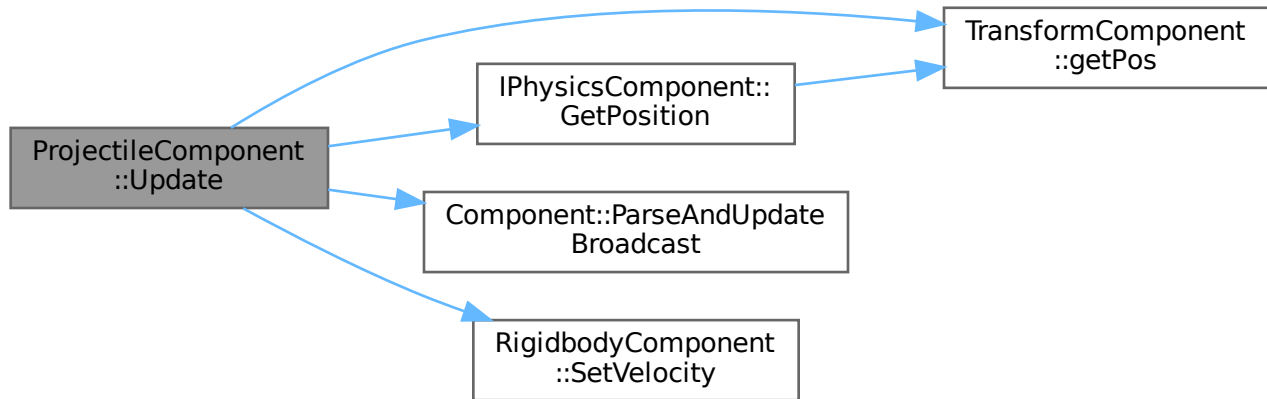 ProjectileComponent
::Update
IPhysicsComponent::
GetPosition
TransformComponent
::getPos
Component::ParseAndUpdate
Broadcast
RigidbodyComponent
::SetVelocity